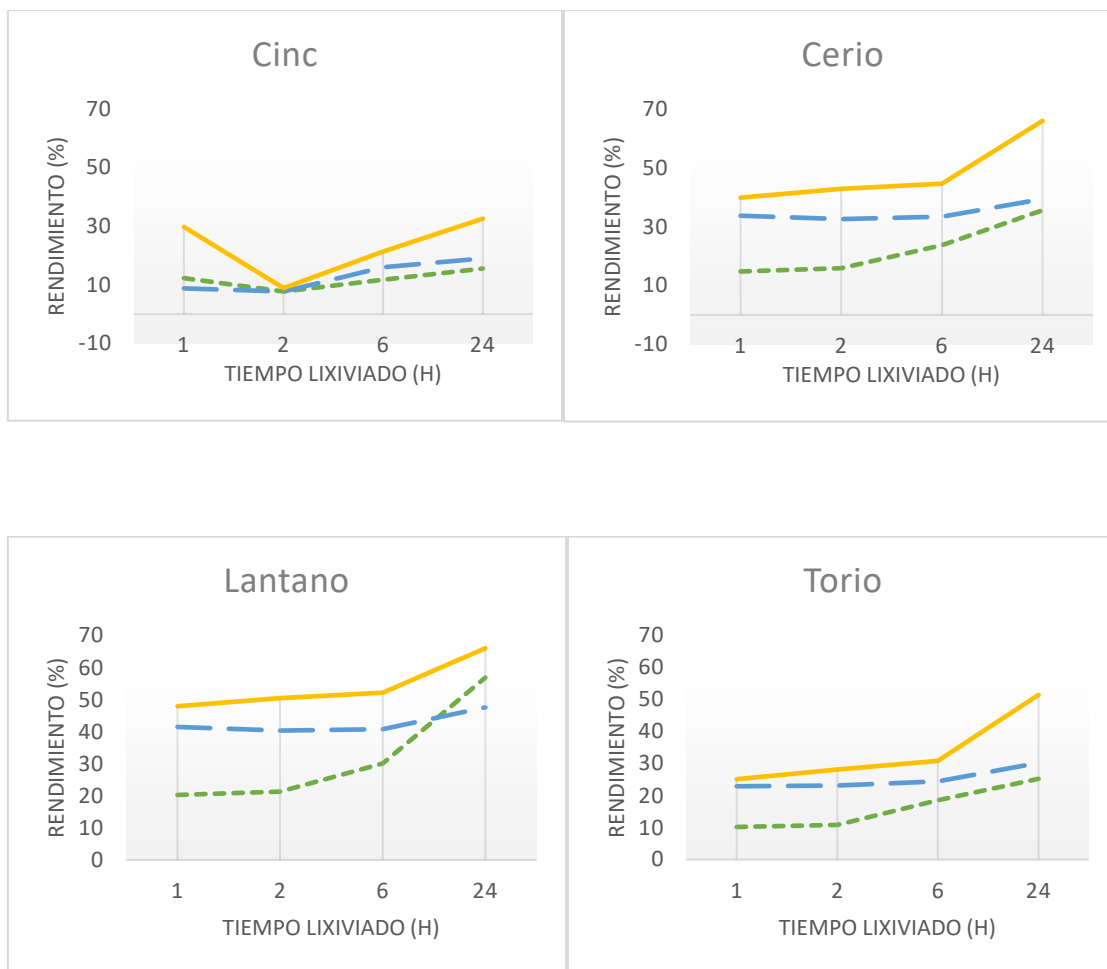 Cinc
70
50
30
10
-10
RENDIMIENTO (%)
1 2 6 24
TIEMPO LIXIVIADO (H)
Cerio
70
50
30
10
-10
RENDIMIENTO (%)
1 2 6 24
TIEMPO LIXIVIADO (H)
Lantano
70
60
50
40
30
20
10
0
RENDIMIENTO (%)
1 2 6 24
TIEMPO LIXIVIADO (H)
Torio
70
60
50
40
30
20
10
0
RENDIMIENTO (%)
1 2 6 24
TIEMPO LIXIVIADO (H)